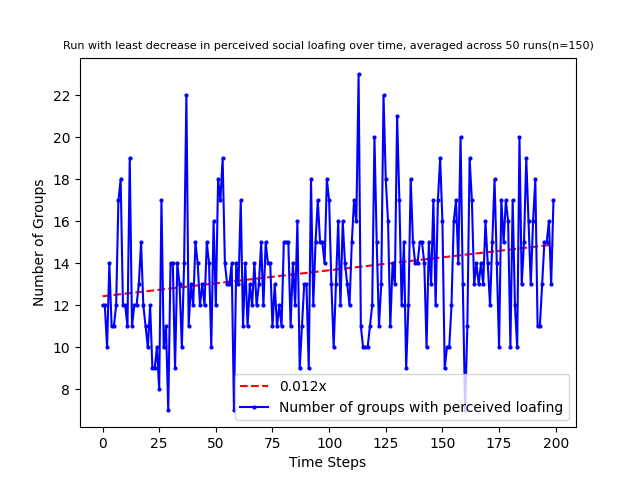 Run with least decrease in perceived social loafing over time, averaged across 50 runs(n=150)
Number of Groups
22
20
18
16
14
12
10
8
0.012x
Number of groups with perceived loafing
0 25 50 75 100 125 150 175 200
Time Steps